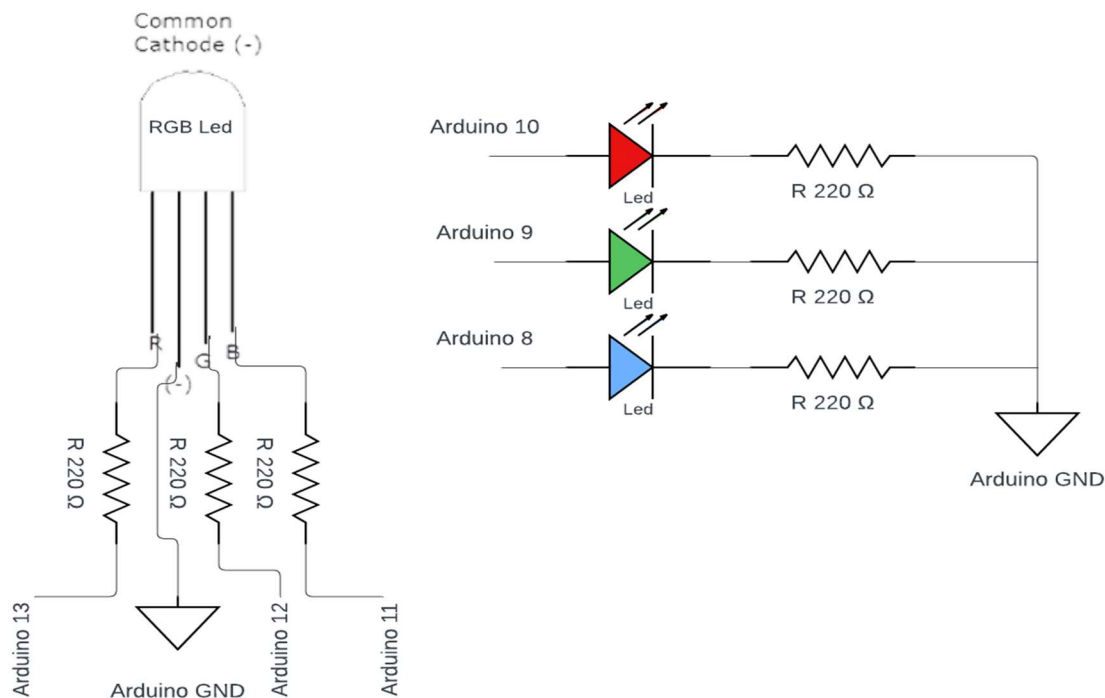 Common
Cathode (-)
RGB Led
R
(-)
G
B
R 220 Ω
R 220 Ω
R 220 Ω
Arduino 13
Arduino GND
Arduino 12
Arduino 11
Arduino 10
Led
R 220 Ω
Arduino 9
Led
R 220 Ω
Arduino 8
Led
R 220 Ω
Arduino GND